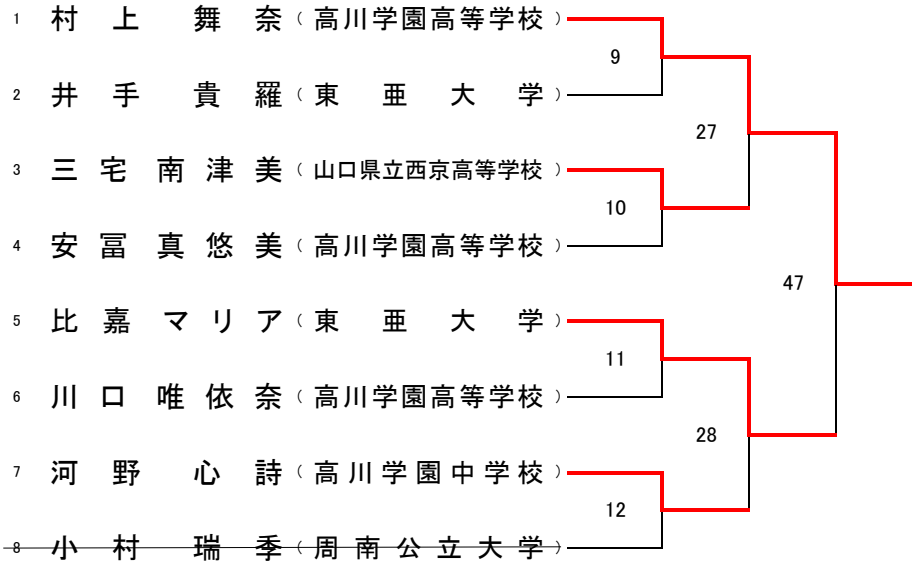 1 村上 舞奈（高川学園高等学校）
9
2 井手 貴羅（東亜大学）
27
3 三宅 南津美（山口県立西京高等学校）
10
4 安冨 真悠美（高川学園高等学校）
47
5 比嘉マリア（東亜大学）
11
6 川口 唯依奈（高川学園高等学校）
28
7 河野 心詩（高川学園中学校）
12
8 小村 瑞季（周南公立大学）